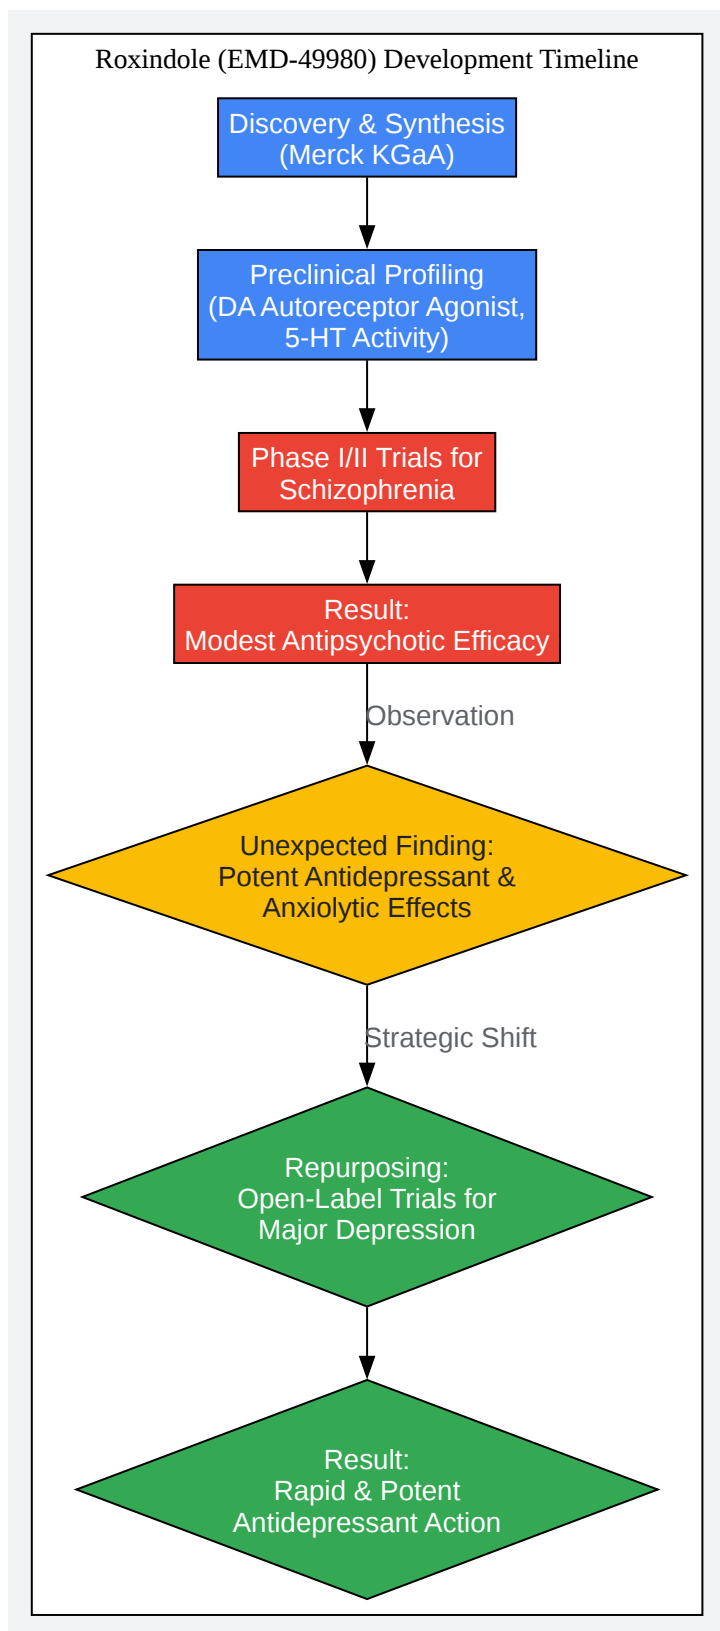 Roxindole (EMD-49980) Development Timeline
Discovery & Synthesis
(Merck KGaA)
Preclinical Profiling
(DA Autoreceptor Agonist,
5-HT Activity)
Phase I/II Trials for
Schizophrenia
Result:
Modest Antipsychotic Efficacy
Observation
Unexpected Finding:
Potent Antidepressant &
Anxiolytic Effects
Strategic Shift
Repurposing:
Open-Label Trials for
Major Depression
Result:
Rapid & Potent
Antidepressant Action